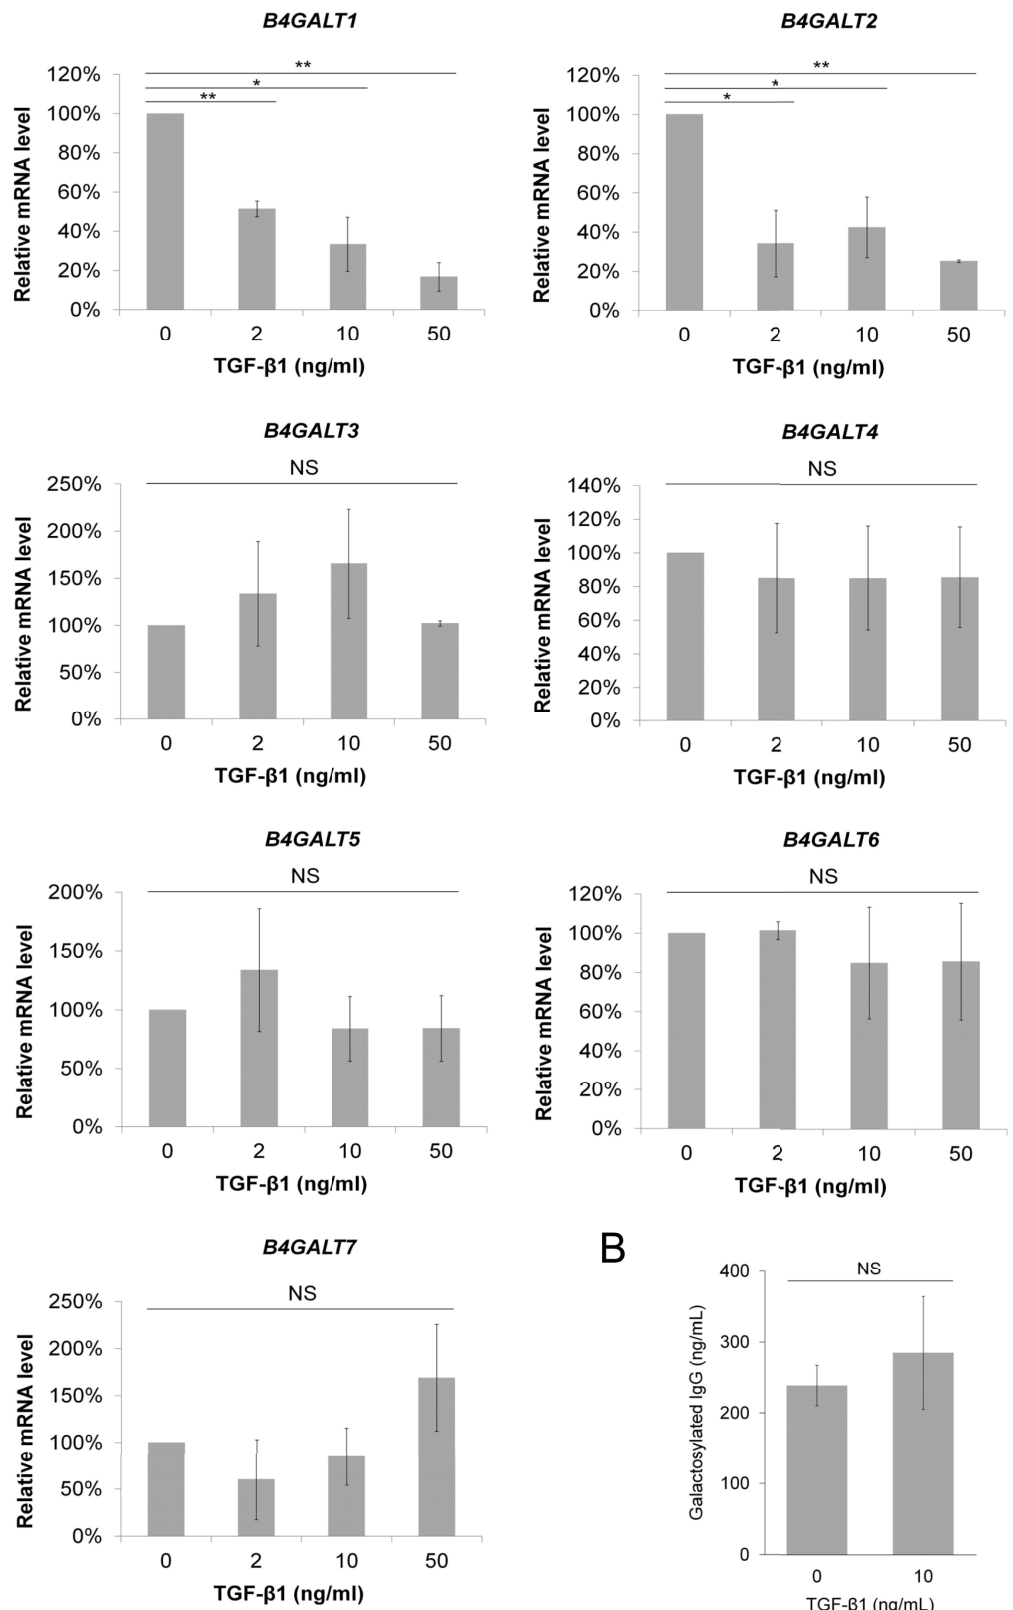 B4GALT1
**
*
**
120%
100%
80%
60%
40%
20%
0%
Relative mRNA level
0 2 10 50
TGF-β1 (ng/ml)
B4GALT2
**
*
*
120%
100%
80%
60%
40%
20%
0%
Relative mRNA level
0 2 10 50
TGF-β1 (ng/ml)
B4GALT3
NS
250%
200%
150%
100%
50%
0%
Relative mRNA level
0 2 10 50
TGF-β1 (ng/ml)
B4GALT4
NS
140%
120%
100%
80%
60%
40%
20%
0%
Relative mRNA level
0 2 10 50
TGF-β1 (ng/ml)
B4GALT5
NS
200%
150%
100%
50%
0%
Relative mRNA level
0 2 10 50
TGF-β1 (ng/ml)
B4GALT6
NS
120%
100%
80%
60%
40%
20%
0%
Relative mRNA level
0 2 10 50
TGF-β1 (ng/ml)
B4GALT7
NS
250%
200%
150%
100%
50%
0%
Relative mRNA level
0 2 10 50
TGF-β1 (ng/ml)
B
NS
400
300
200
100
0
Galactosylated IgG (ng/mL)
0 10
TGF-β1 (ng/mL)